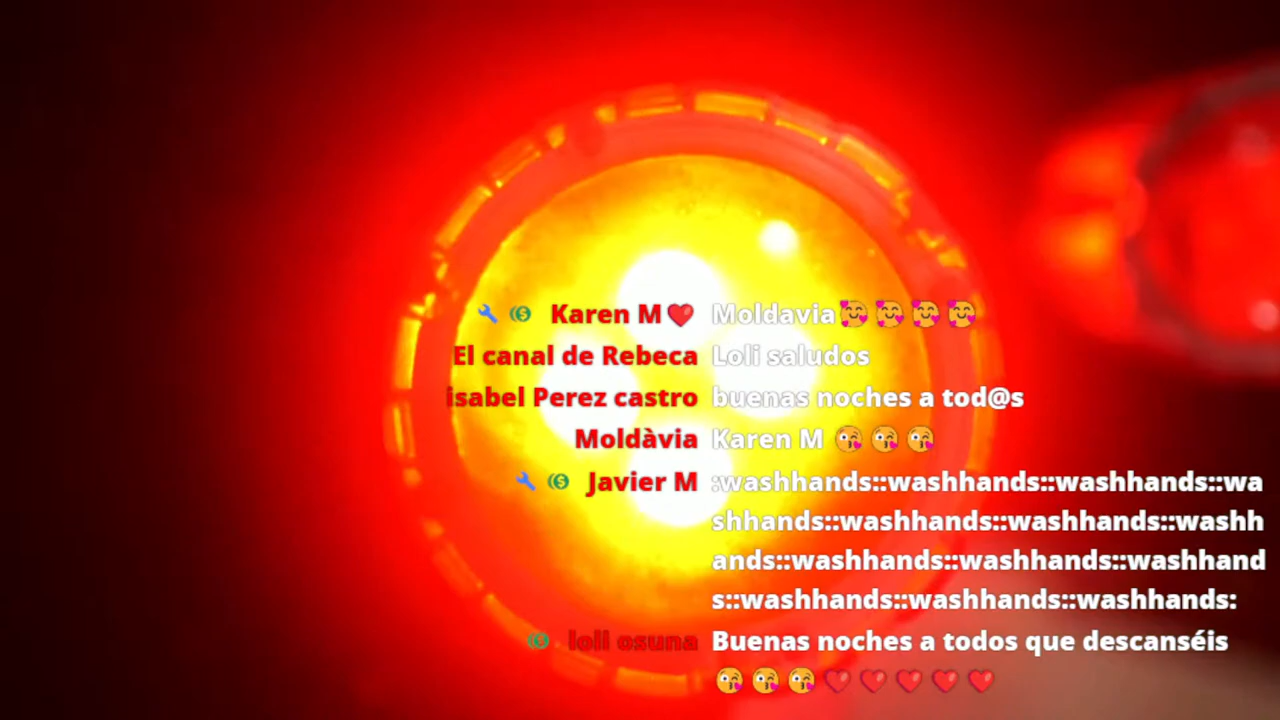 Karen M❤️ Moldavia🥰🥰🥰🥰
El canal de Rebeca Loli saludos
isabel Perez castro buenas noches a tod@s
Moldàvia Karen M 😘😘😘
Javier M :washhands::washhands::washhands::wa
shhands::washhands::washhands::washh
ands::washhands::washhands::washhand
s::washhands::washhands::washhands:
loli osuna Buenas noches a todos que descanséis
😘😘😘❤️❤️❤️❤️❤️